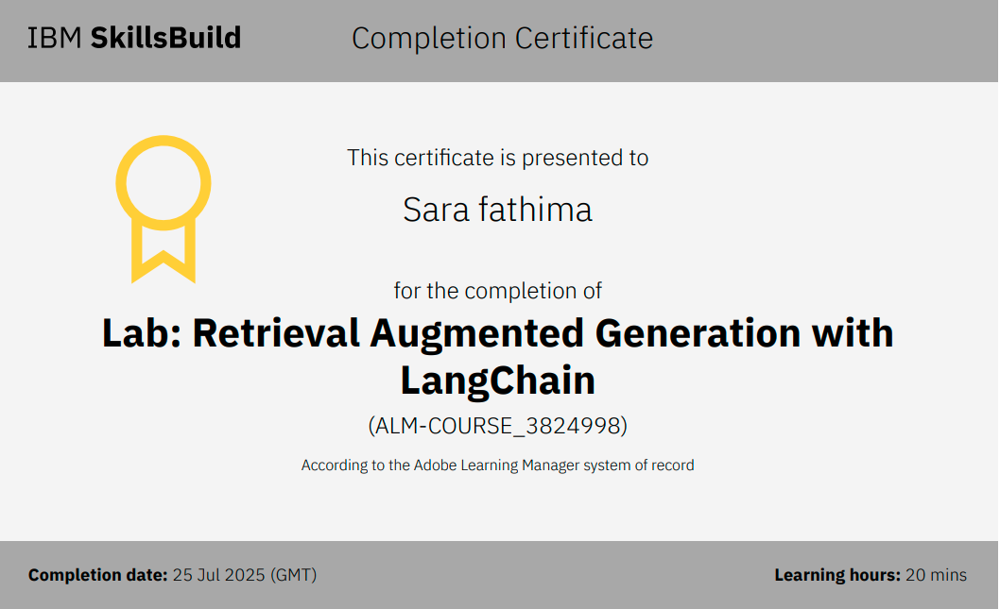 IBM SkillsBuild
Completion Certificate
This certificate is presented to
Sara fathima
for the completion of
Lab: Retrieval Augmented Generation with
LangChain
(ALM-COURSE_3824998)
According to the Adobe Learning Manager system of record
Completion date: 25 Jul 2025 (GMT)
Learning hours: 20 mins